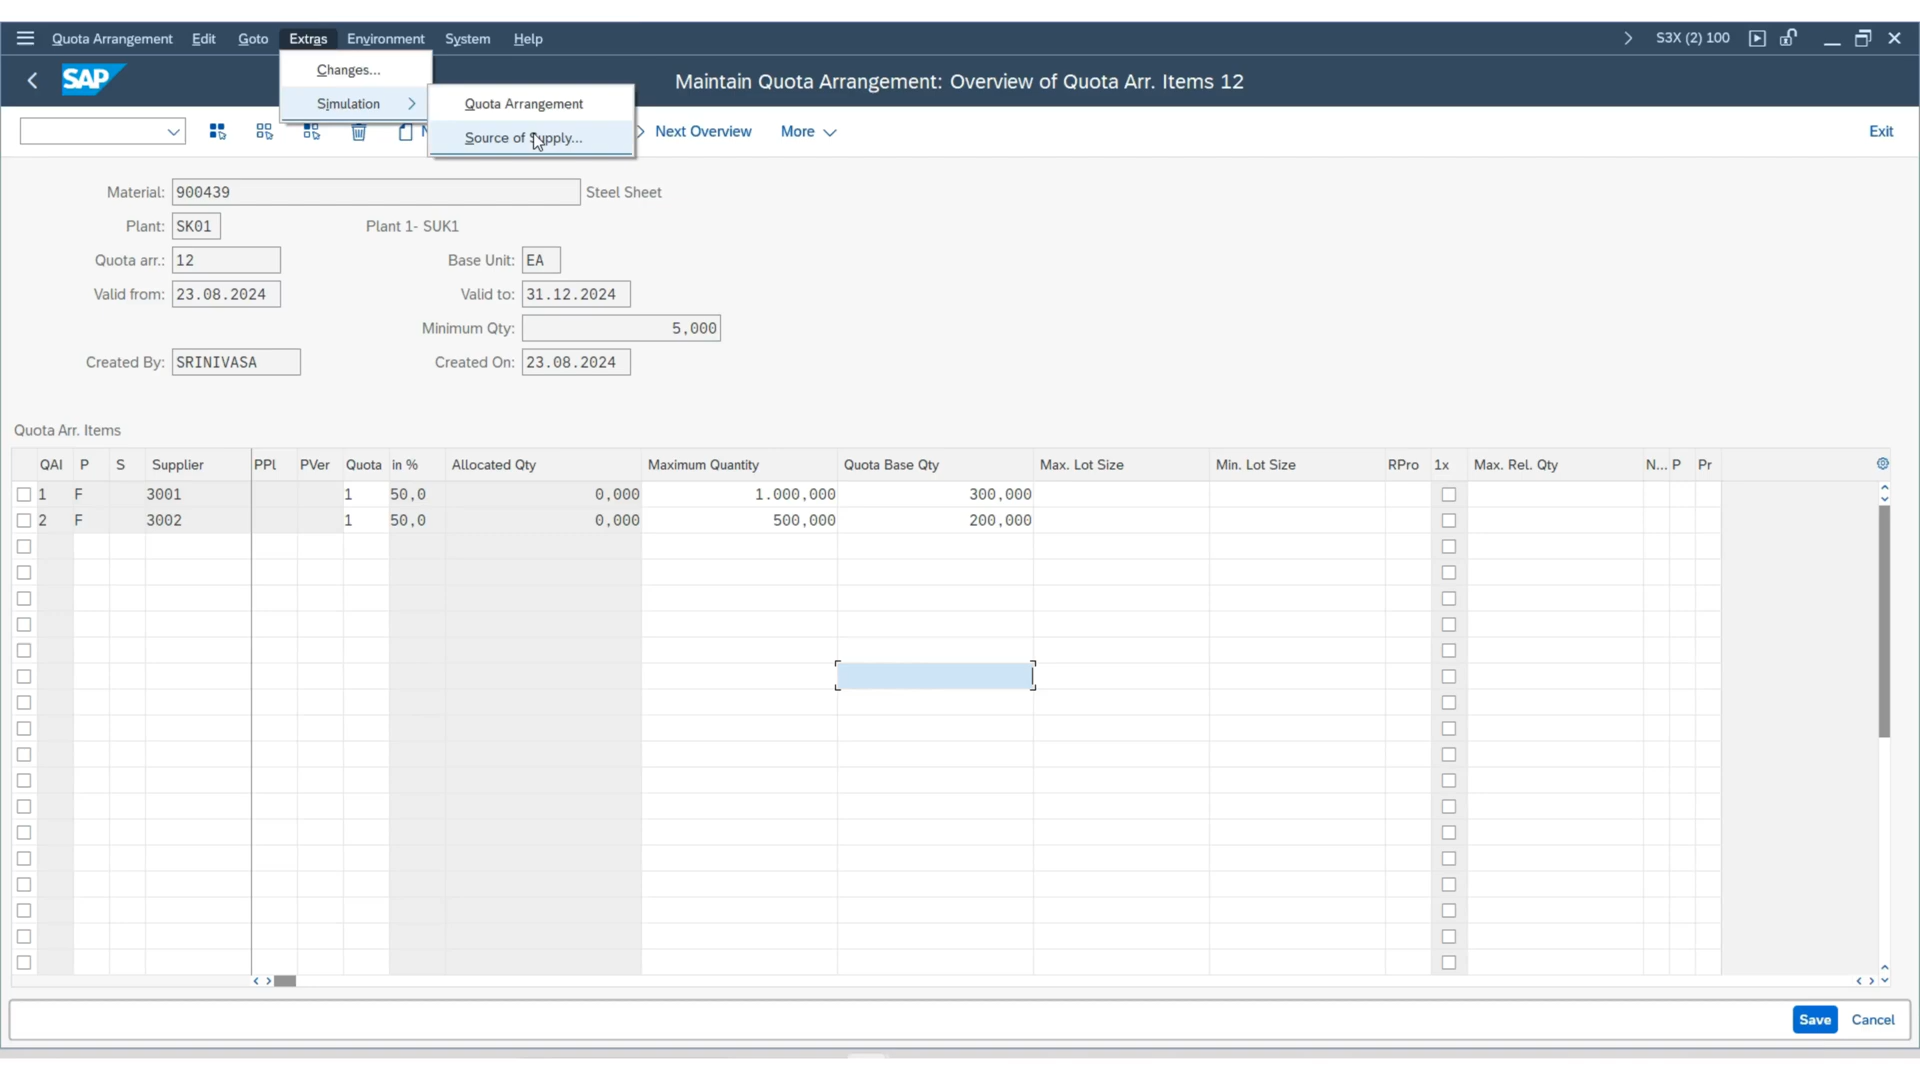 Quota Arrangement Edit Goto Extras Environment System Help S3X (2) 100
Changes...
SAP Maintain Quota Arrangement: Overview of Quota Arr. Items 12
Simulation Quota Arrangement
N Next Overview More Exit
Source of Supply...
Material: 900439 Steel Sheet
Plant: SK01 Plant 1- SUK1
Quota arr.: 12 Base Unit: EA
Valid from: 23.08.2024 Valid to: 31.12.2024
Minimum Qty: 5,000
Created By: SRINIVASA Created On: 23.08.2024
Quota Arr. Items
QAI P S Supplier PPl PVer Quota in % Allocated Qty Maximum Quantity Quota Base Qty Max. Lot Size Min. Lot Size RPro 1x Max. Rel. Qty N... P Pr
1 F 3001 1 50,0 0,000 1.000,000 300,000
2 F 3002 1 50,0 0,000 500,000 200,000
Save Cancel